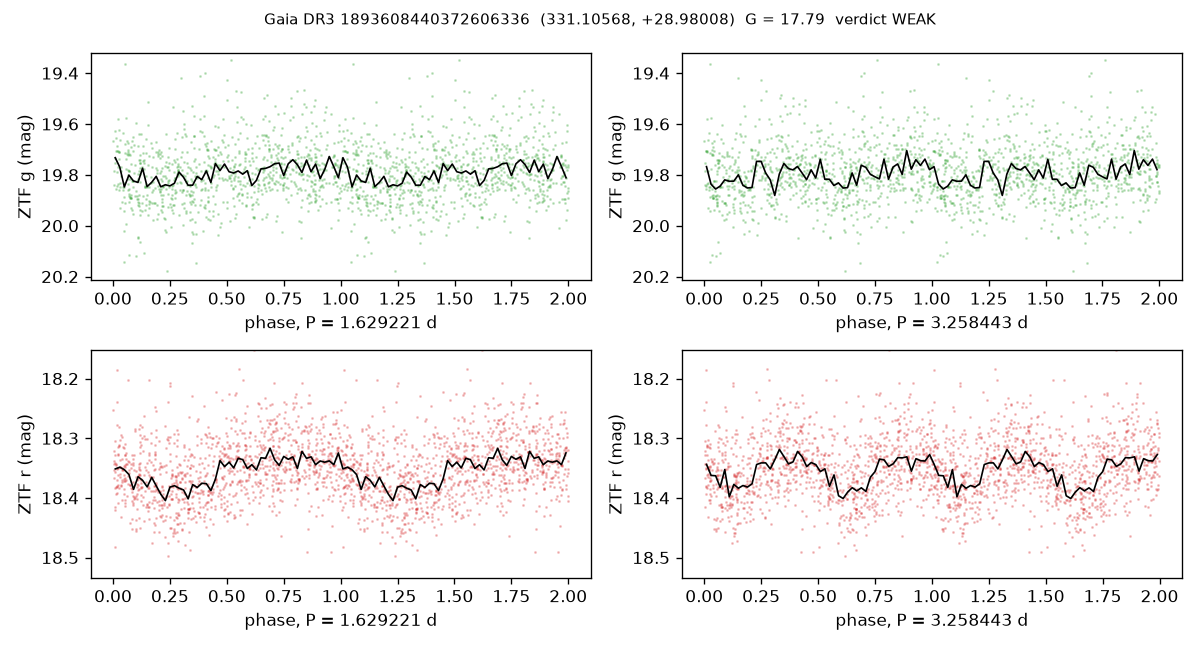 Gaia DR3 1893608440372606336 (331.10568, +28.98008) G = 17.79 verdict WEAK
ZTF g (mag)
19.4
19.6
19.8
20.0
20.2
0.00 0.25 0.50 0.75 1.00 1.25 1.50 1.75 2.00
phase, P = 1.629221 d
ZTF g (mag)
19.4
19.6
19.8
20.0
20.2
0.00 0.25 0.50 0.75 1.00 1.25 1.50 1.75 2.00
phase, P = 3.258443 d
ZTF r (mag)
18.2
18.3
18.4
18.5
0.00 0.25 0.50 0.75 1.00 1.25 1.50 1.75 2.00
phase, P = 1.629221 d
ZTF r (mag)
18.2
18.3
18.4
18.5
0.00 0.25 0.50 0.75 1.00 1.25 1.50 1.75 2.00
phase, P = 3.258443 d